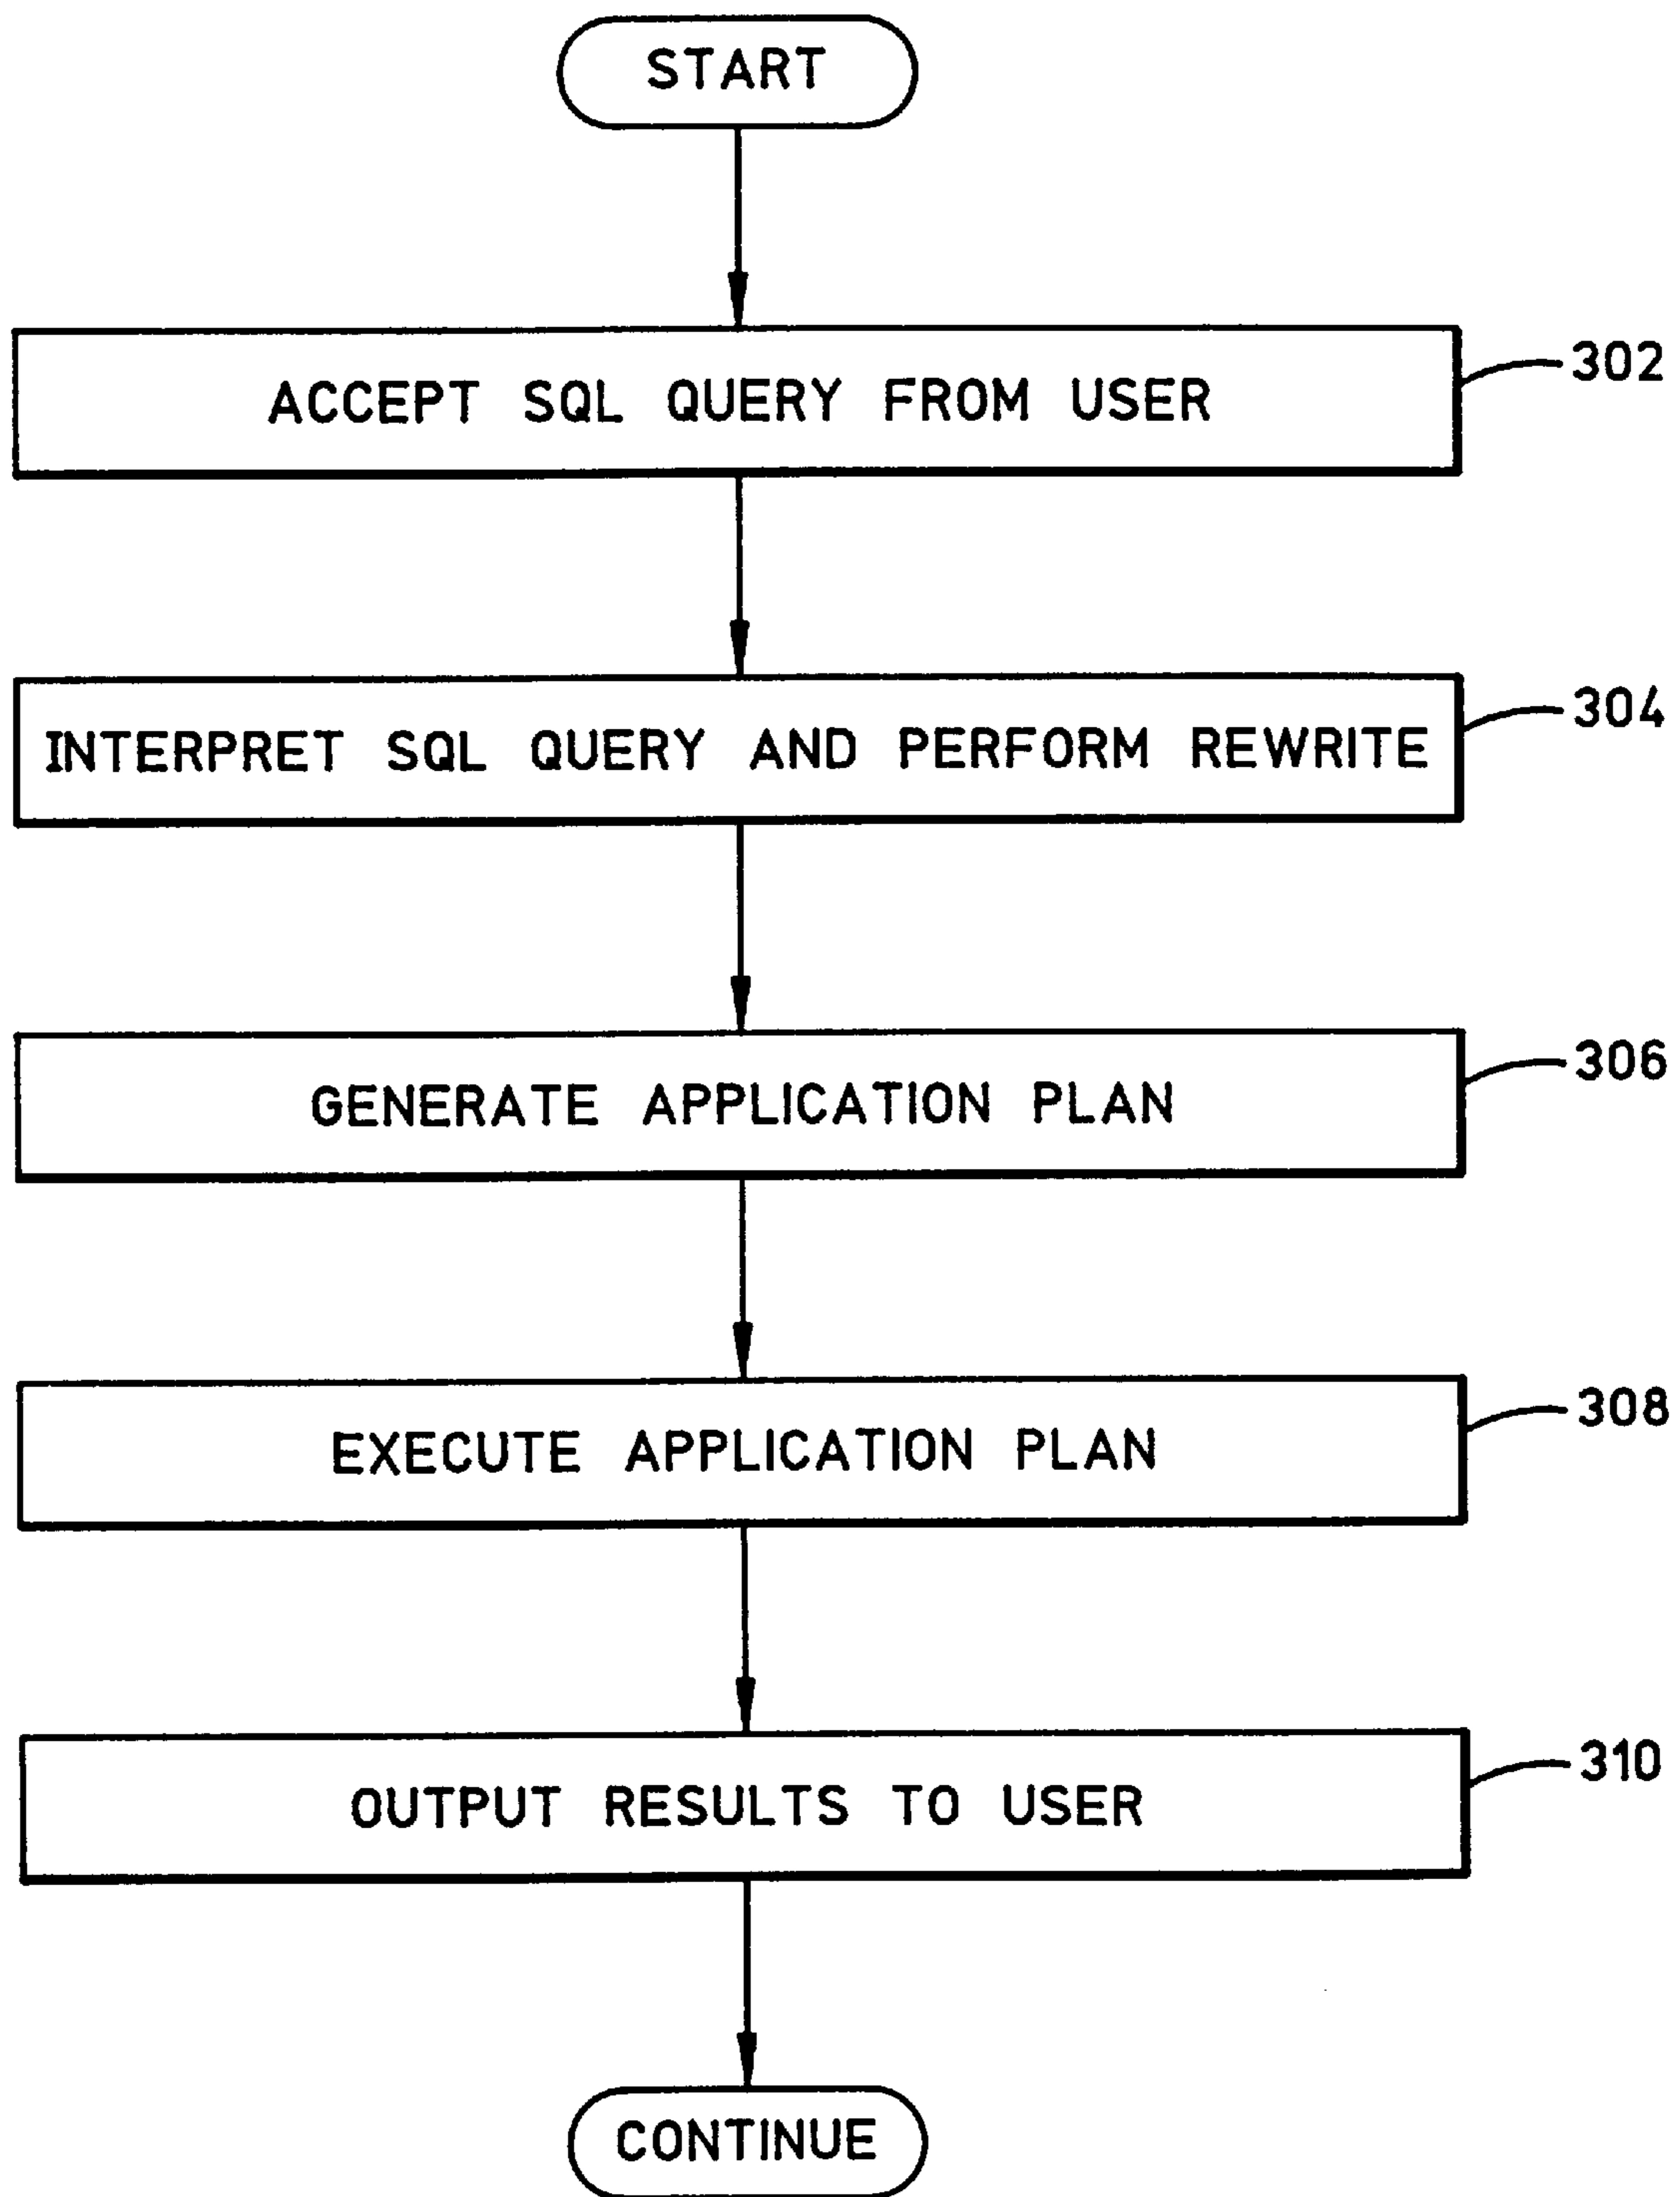 START
ACCEPT SQL QUERY FROM USER
302
INTERPRET SQL QUERY AND PERFORM REWRITE
304
GENERATE APPLICATION PLAN
306
EXECUTE APPLICATION PLAN
308
OUTPUT RESULTS TO USER
310
CONTINUE